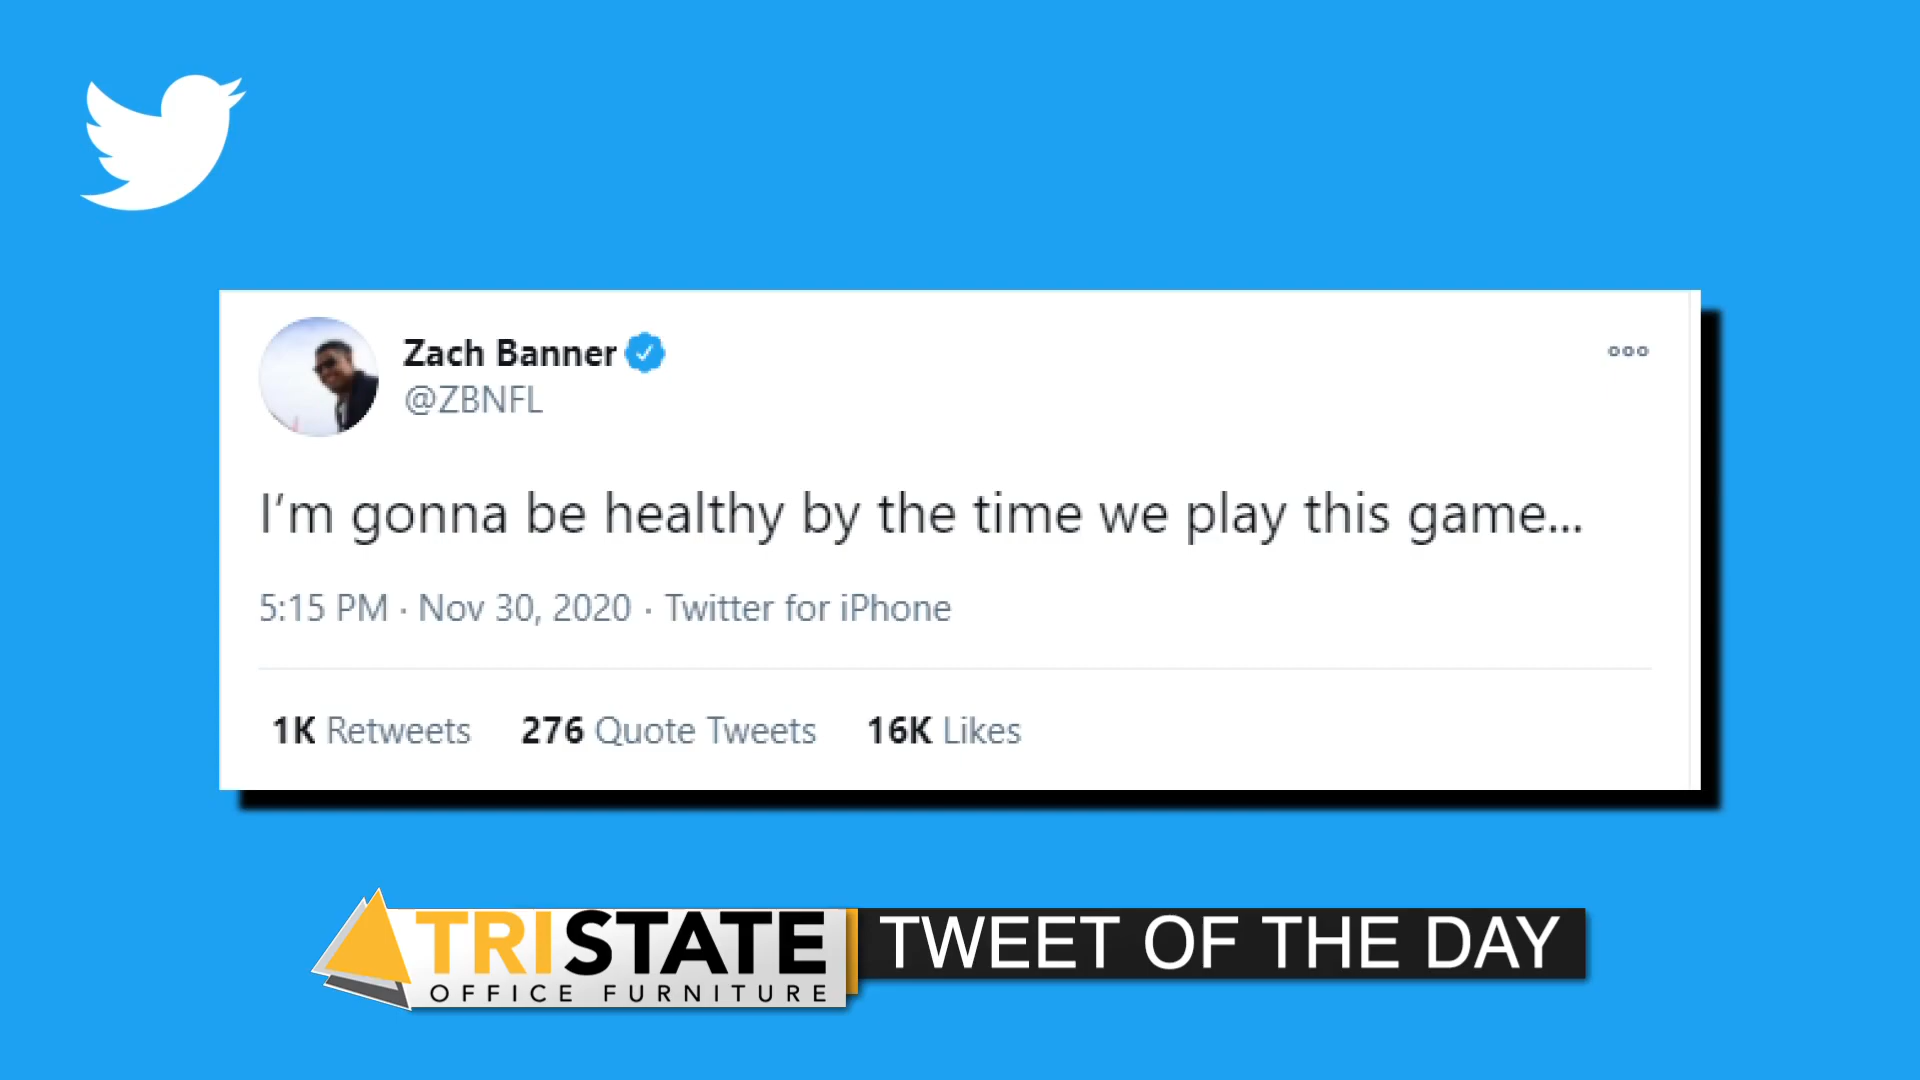 Zach Banner
@ZBNFL
I'm gonna be healthy by the time we play this game...
5:15 PM · Nov 30, 2020 · Twitter for iPhone
1K Retweets 276 Quote Tweets 16K Likes
TRISTATE
OFFICE FURNITURE
TWEET OF THE DAY